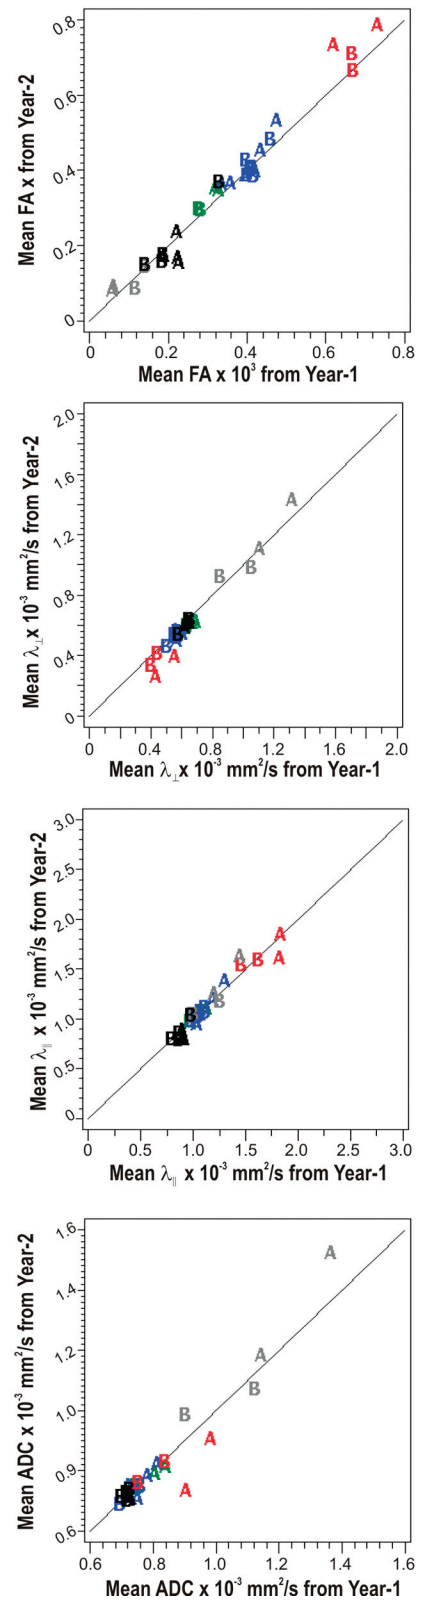 Mean FA x from Year-2
0.8
0.6
0.4
0.2
0
0 0.2 0.4 0.6 0.8
Mean FA x 10³ from Year-1
Mean λ⊥x 10⁻³ mm²/s from Year-2
2.0
1.6
1.2
0.8
0.4
0
0 0.4 0.8 1.2 1.6 2.0
Mean λ⊥x 10⁻³ mm²/s from Year-1
Mean λ∥ x 10⁻³ mm²/s from Year-2
3.0
2.5
2.0
1.5
1.0
0.5
0
0 0.5 1.0 1.5 2.0 2.5 3.0
Mean λ∥ x 10⁻³ mm²/s from Year-1
Mean ADC x 10⁻³ mm²/s from Year-2
1.6
1.4
1.2
1.0
0.9
0.6
0.6 0.8 1.0 1.2 1.4 1.6
Mean ADC x 10⁻³ mm²/s from Year-1